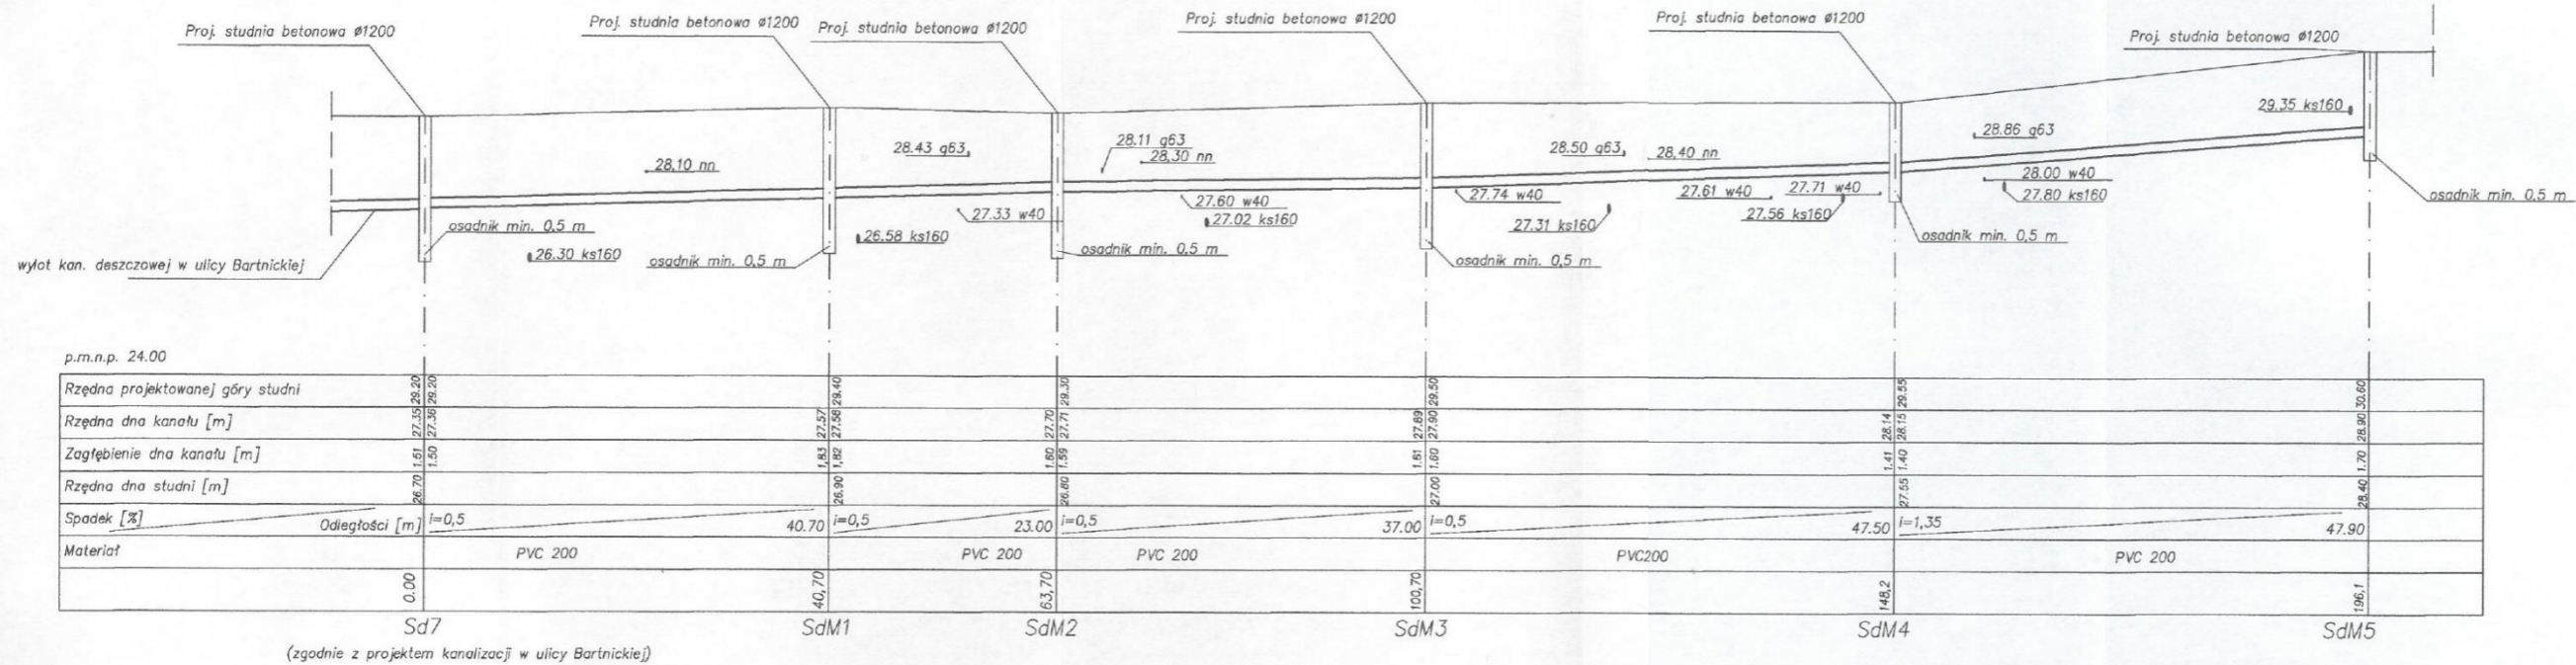 Proj. studnia betonowa ø1200
Proj. studnia betonowa ø1200
Proj. studnia betonowa ø1200
Proj. studnia betonowa ø1200
Proj. studnia betonowa ø1200
Proj. studnia betonowa ø1200
28.10 nn
28.43 g63
28.11 g63
28.30 nn
28.50 g63
28.40 nn
28.86 g63
29.35 ks160
27.33 w40
27.60 w40
27.02 ks160
27.74 w40
27.31 ks160
27.61 w40
27.71 w40
27.56 ks160
28.00 w40
27.80 ks160
26.30 ks160
26.58 ks160
osadnik min. 0,5 m
osadnik min. 0,5 m
osadnik min. 0,5 m
osadnik min. 0,5 m
osadnik min. 0,5 m
osadnik min. 0,5 m
wylot kan. deszczowej w ulicy Bartnickiej
p.m.n.p. 24.00
Rzędna projektowanej góry studni 29.20 29.20 29.40 29.30 29.50 29.55 30.60
Rzędna dna kanału [m] 27.35 27.36 27.57 27.58 27.70 27.71 27.89 27.90 28.14 28.15 28.90
Zagłębienie dna kanału [m] 1.51 1.50 1,83 1,82 1.60 1.59 1.61 1.60 1.41 1.40 1.70
Rzędna dna studni [m] 26.70 26.90 26.80 27.00 27.55 28.40
Spadek [%] Odległości [m] i=0,5 40.70 i=0,5 23.00 i=0,5 37.00 i=0,5 47.50 i=1,35 47.90
Materiał PVC 200 PVC 200 PVC 200 PVC200 PVC 200
0.00 40,70 63,70 100,70 148,2 196,1
Sd7 SdM1 SdM2 SdM3 SdM4 SdM5
(zgodnie z projektem kanalizacji w ulicy Bartnickiej)